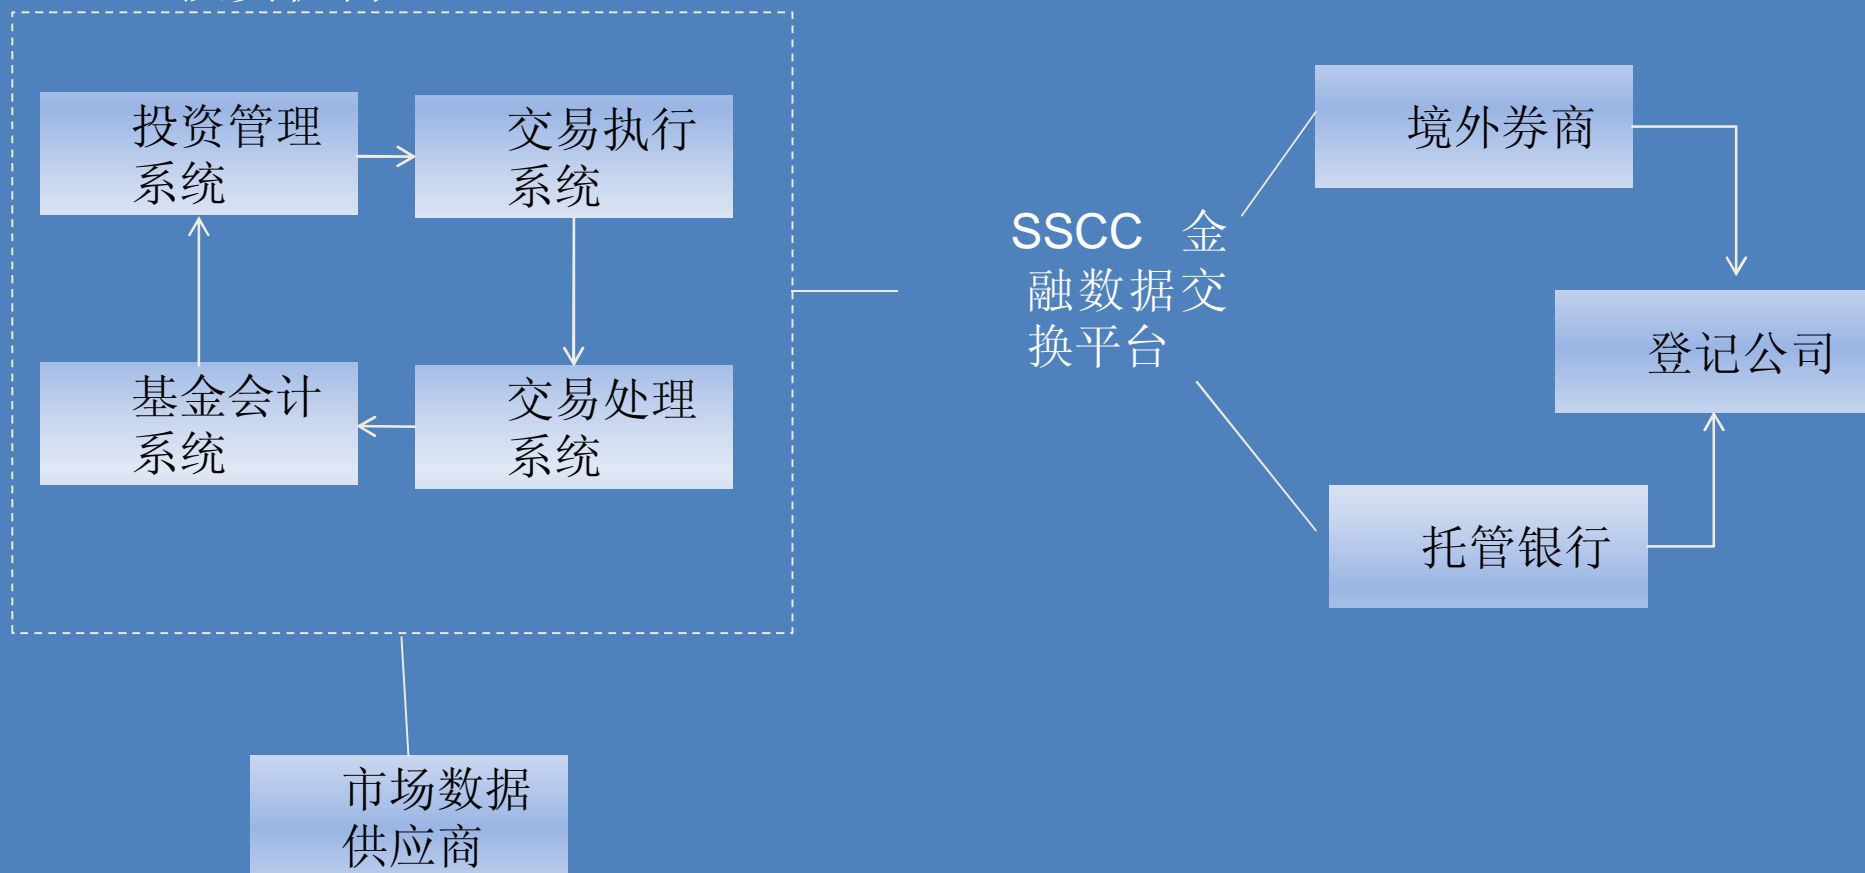 投资管理
系统
交易执行
系统
基金会计
系统
交易处理
系统
SSCC 金
融数据交
换平台
境外券商
登记公司
托管银行
市场数据
供应商